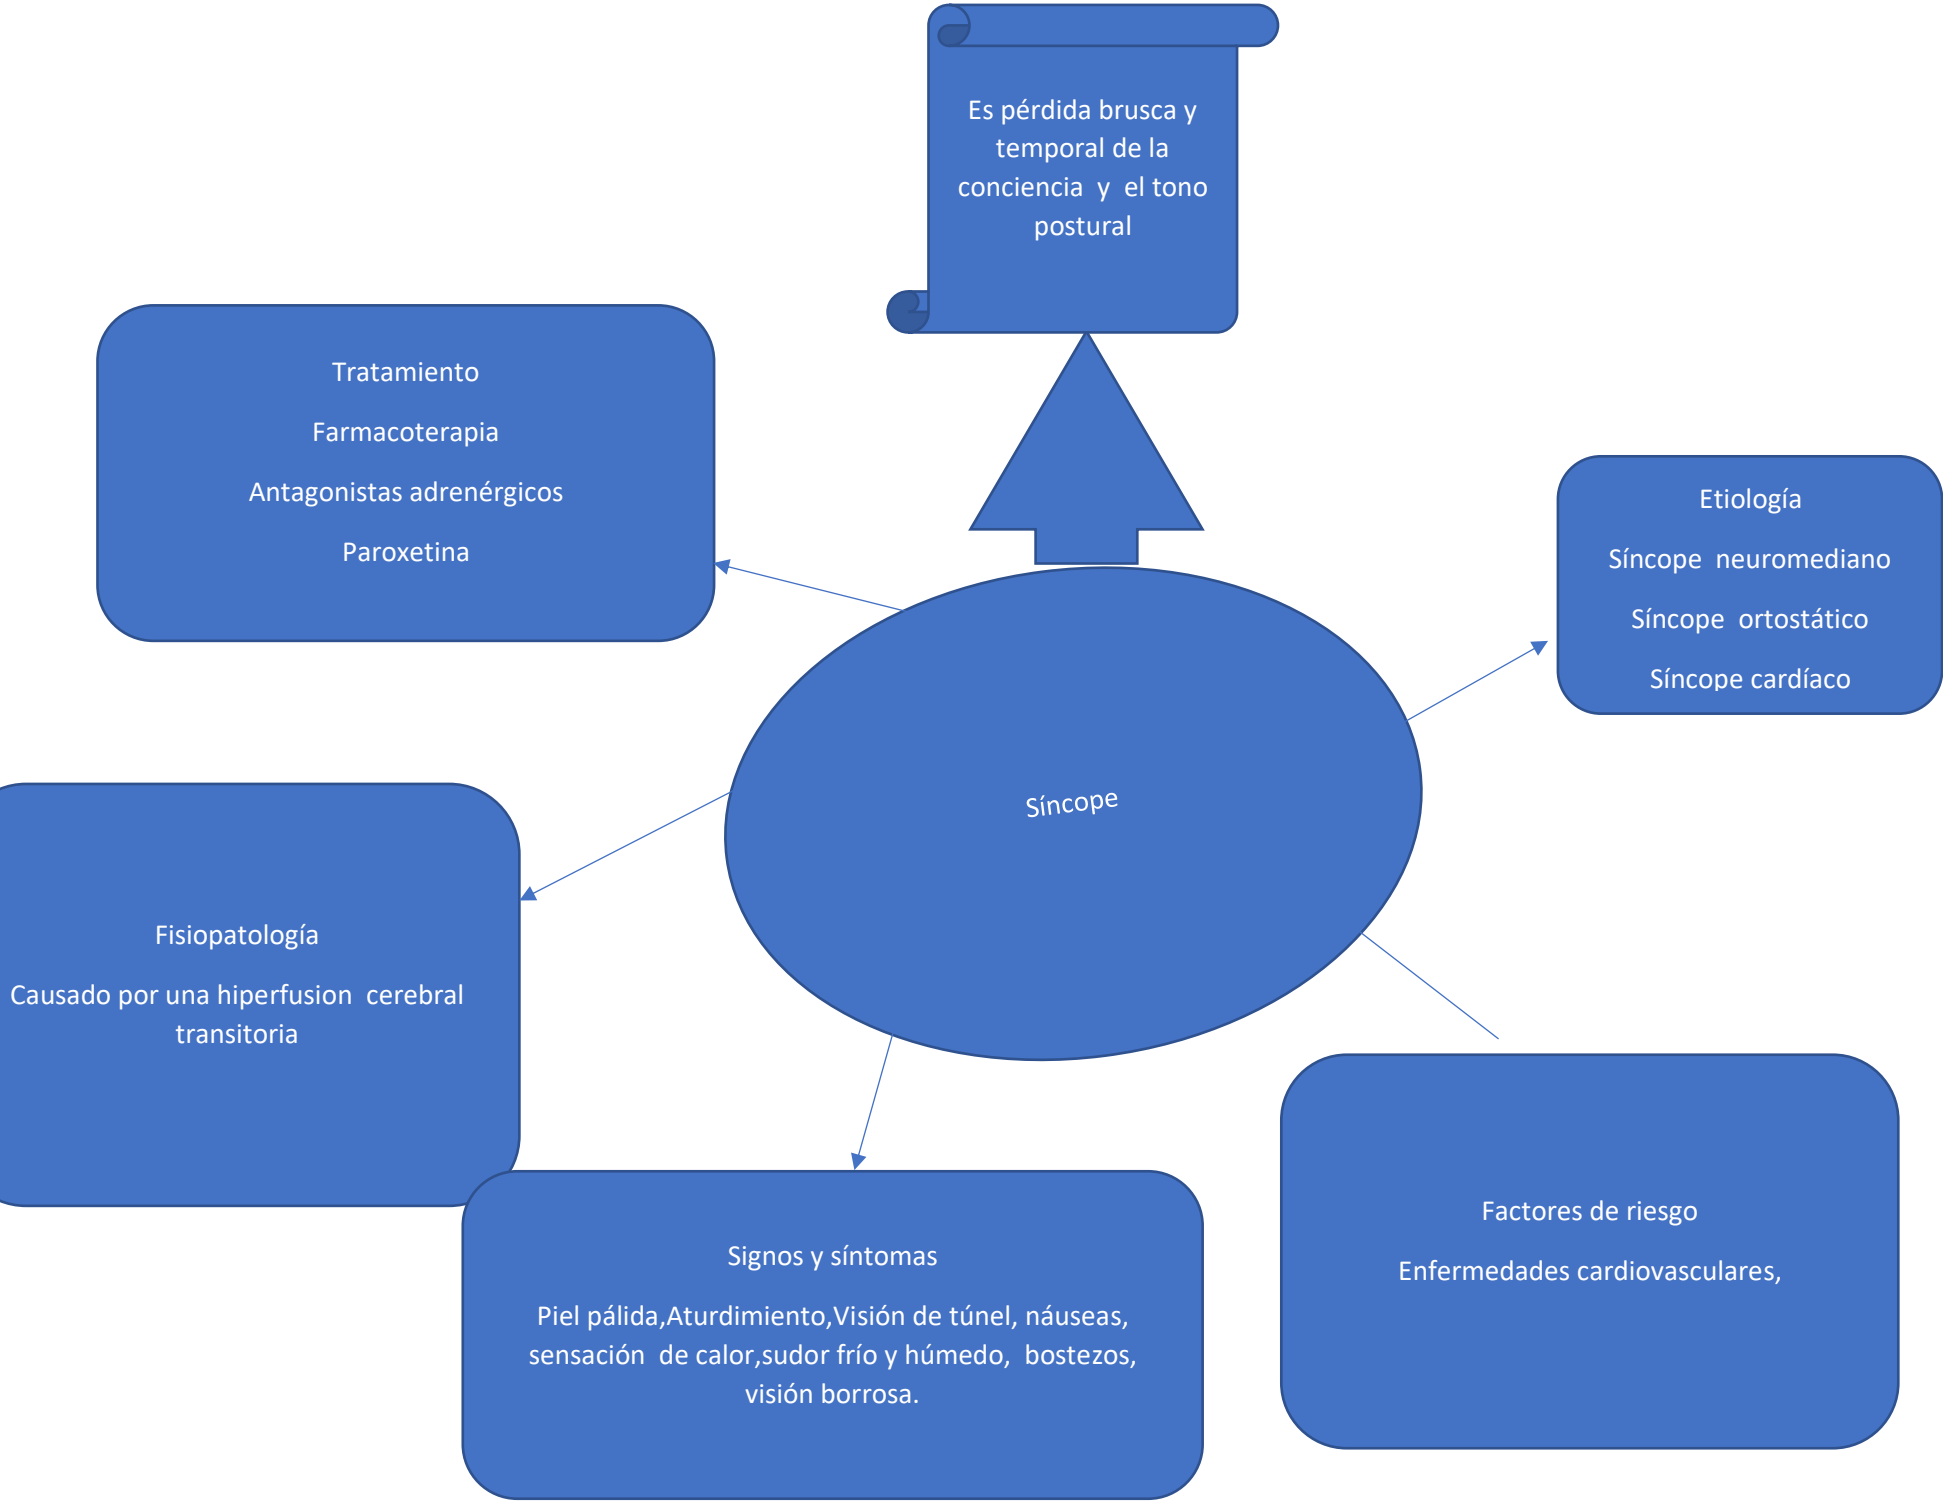 Es pérdida brusca y
temporal de la
conciencia  y  el tono
postural
Tratamiento
Farmacoterapia
Antagonistas adrenérgicos
Paroxetina
Etiología
Síncope  neuromediano
Síncope  ortostático
Síncope cardíaco
Síncope
Fisiopatología
Causado por una hiperfusion  cerebral
transitoria
Signos y síntomas
Piel pálida,Aturdimiento,Visión de túnel, náuseas,
sensación  de calor,sudor frío y húmedo,  bostezos,
visión borrosa.
Factores de riesgo
Enfermedades cardiovasculares,